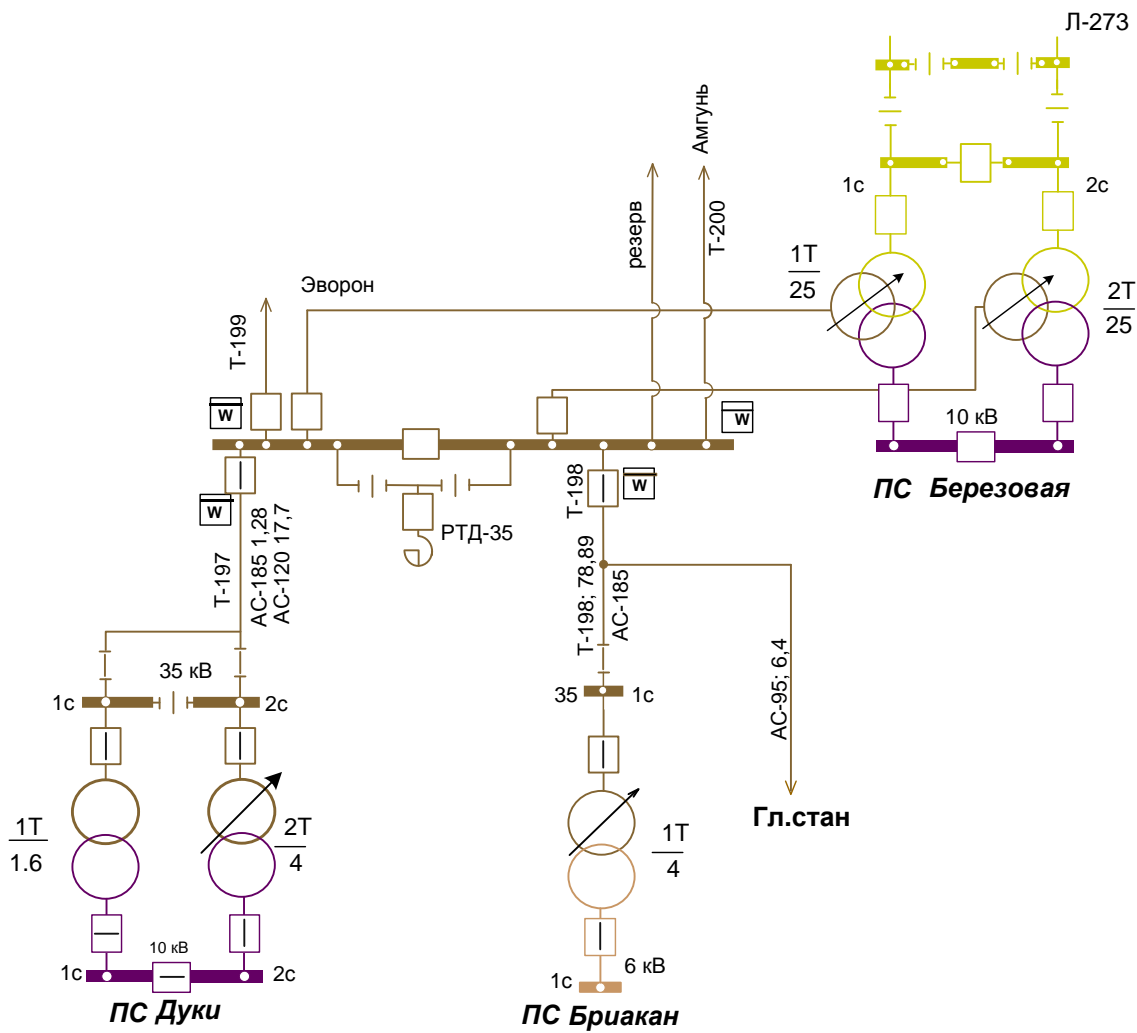 Л-273
Амгунь
резерв
Т-200
1с
2с
1Т
25
2Т
25
Эворон
Т-199
W
W
10 кВ
ПС Березовая
W
Т-198
W
РТД-35
Т-197
АС-185 1,28
АС-120 17,7
Т-198; 78,89
АС-185
АС-95; 6,4
35 кВ
1с
2с
35
1с
Гл.стан
1Т
1.6
2Т
4
1Т
4
10 кВ
1с
2с
6 кВ
1с
ПС Дуки
ПС Бриакан